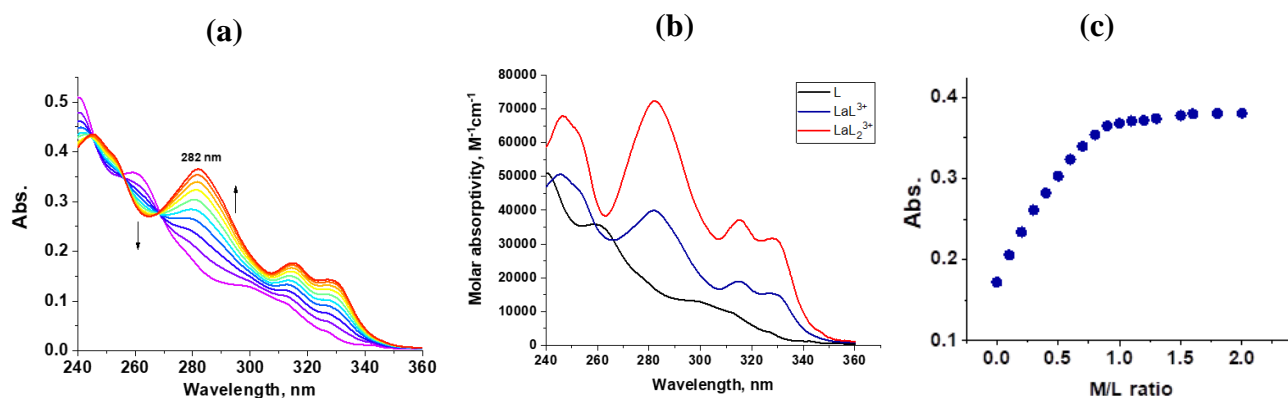 (a)
(b)
(c)
0.5
0.4
0.3
0.2
0.1
0.0
Abs.
282 nm
240 260 280 300 320 340 360
Wavelength, nm
80000
70000
60000
50000
40000
30000
20000
10000
0
Molar absorptivity, M⁻¹cm⁻¹
L
LaL³⁺
LaL₂³⁺
240 260 280 300 320 340 360
Wavelength, nm
0.4
0.3
0.2
0.1
Abs.
0.0 0.5 1.0 1.5 2.0
M/L ratio